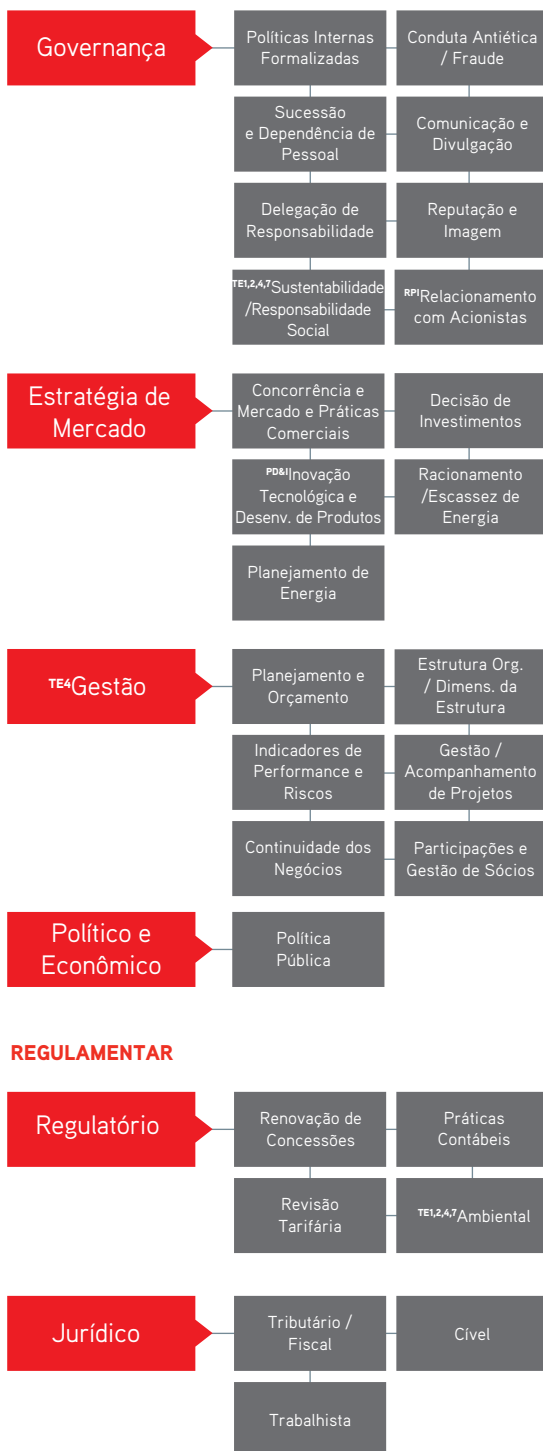 Governança
Políticas Internas
Formalizadas
Conduta Antiética
/ Fraude
Sucessão
e Dependência de
Pessoal
Comunicação e
Divulgação
Delegação de
Responsabilidade
Reputação e
Imagem
TE1,2,4,7Sustentabilidade
/Responsabilidade
Social
RPIRelacionamento
com Acionistas
Estratégia de
Mercado
Concorrência e
Mercado e Práticas
Comerciais
Decisão de
Investimentos
PD&IInovação
Tecnológica e
Desenv. de Produtos
Racionamento
/Escassez de
Energia
Planejamento de
Energia
TE4Gestão
Planejamento e
Orçamento
Estrutura Org.
/ Dimens. da
Estrutura
Indicadores de
Performance e
Riscos
Gestão /
Acompanhamento
de Projetos
Continuidade dos
Negócios
Participações e
Gestão de Sócios
Político e
Econômico
Política
Pública
REGULAMENTAR
Regulatório
Renovação de
Concessões
Práticas
Contábeis
Revisão
Tarifária
TE1,2,4,7Ambiental
Jurídico
Tributário /
Fiscal
Cível
Trabalhista